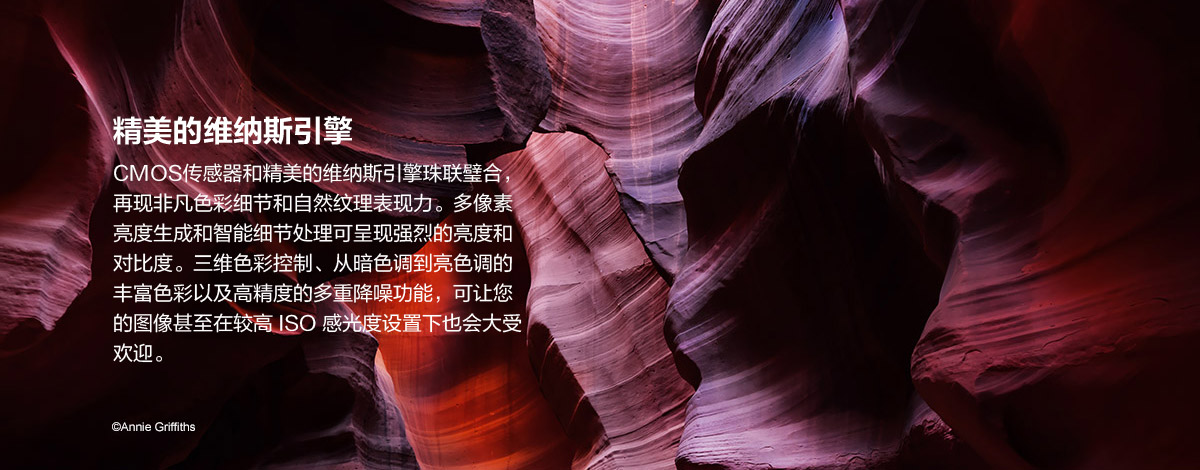 精美的维纳斯引擎
CMOS传感器和精美的维纳斯引擎珠联璧合，
再现非凡色彩细节和自然纹理表现力。多像素
亮度生成和智能细节处理可呈现强烈的亮度和
对比度。三维色彩控制、从暗色调到亮色调的
丰富色彩以及高精度的多重降噪功能，可让您
的图像甚至在较高 ISO 感光度设置下也会大受
欢迎。
©Annie Griffiths